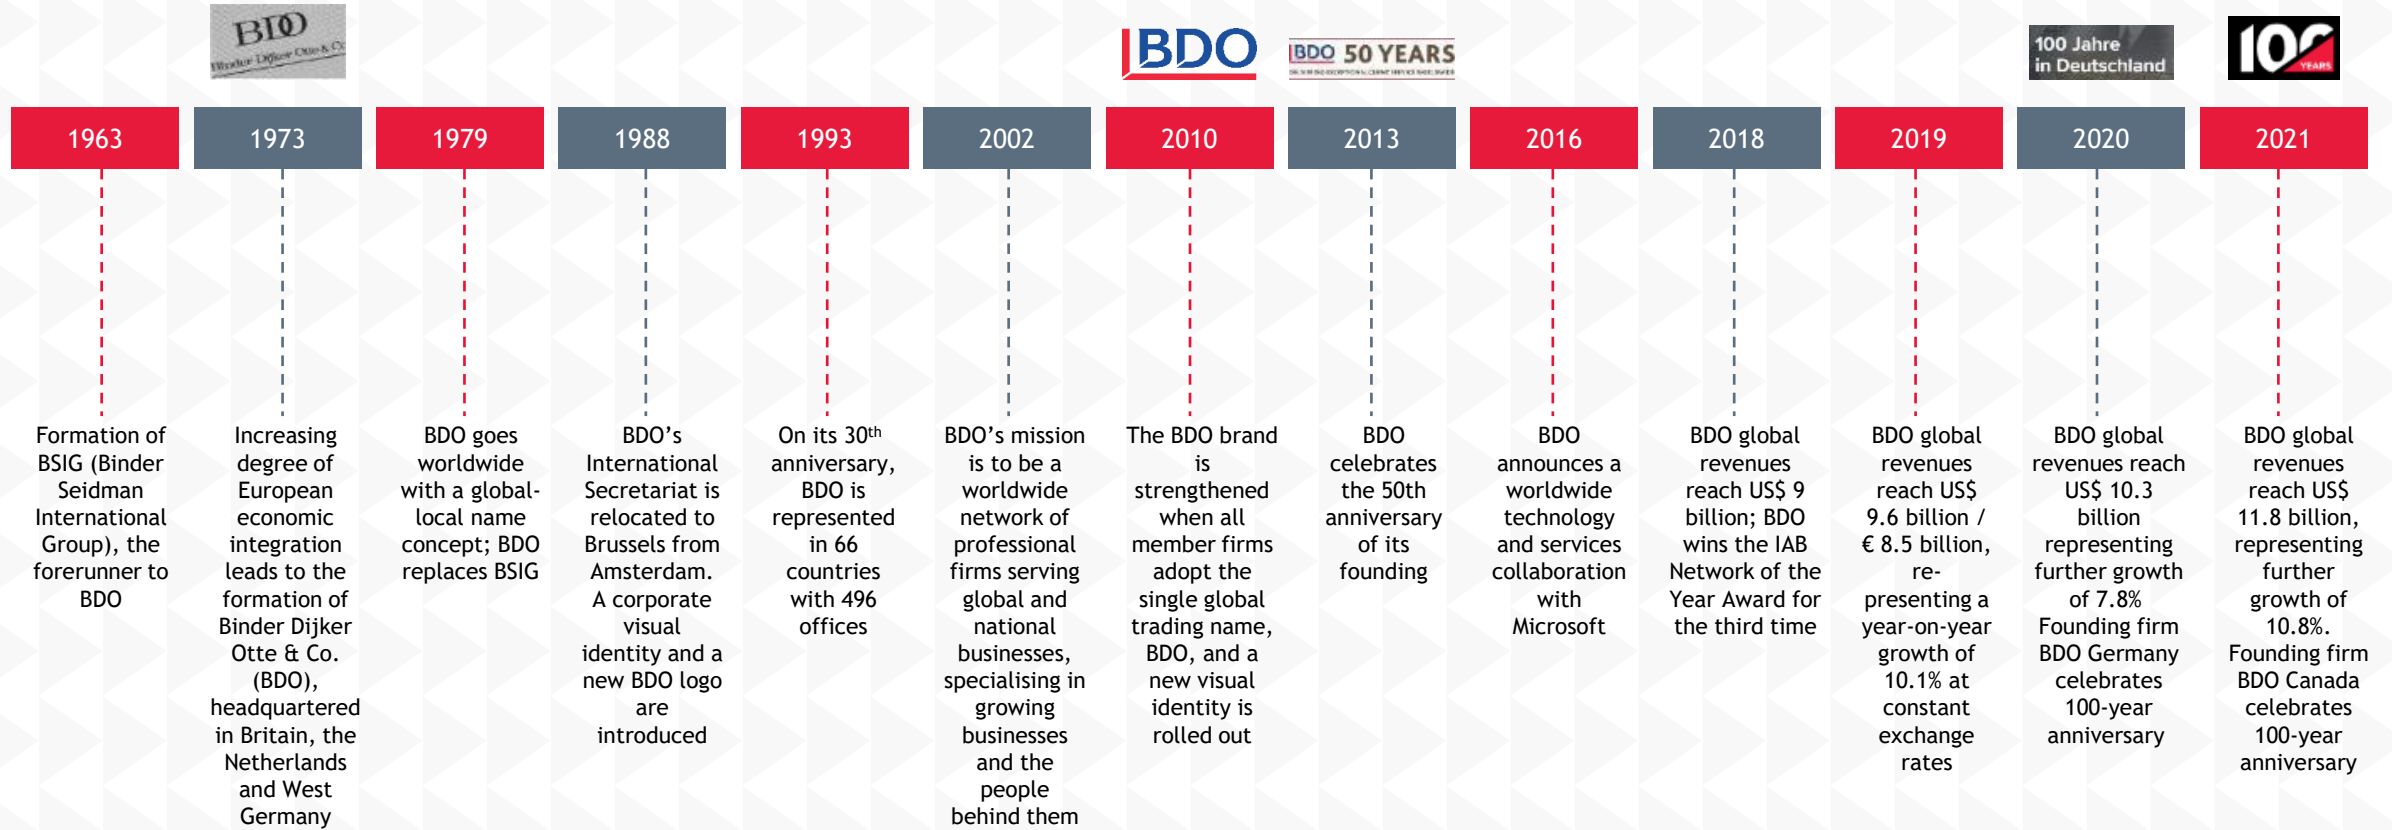 BDO
Binder Dijker Otte & Co
BDO
BDO 50 YEARS
100 Jahre
in Deutschland
100
YEARS
1963
1973
1979
1988
1993
2002
2010
2013
2016
2018
2019
2020
2021
Formation of
BSIG (Binder
Seidman
International
Group), the
forerunner to
BDO
Increasing
degree of
European
economic
integration
leads to the
formation of
Binder Dijker
Otte & Co.
(BDO),
headquartered
in Britain, the
Netherlands
and West
Germany
BDO goes
worldwide
with a global-
local name
concept; BDO
replaces BSIG
BDO’s
International
Secretariat is
relocated to
Brussels from
Amsterdam.
A corporate
visual
identity and a
new BDO logo
are
introduced
On its 30th
anniversary,
BDO is
represented
in 66
countries
with 496
offices
BDO’s mission
is to be a
worldwide
network of
professional
firms serving
global and
national
businesses,
specialising in
growing
businesses
and the
people
behind them
The BDO brand
is
strengthened
when all
member firms
adopt the
single global
trading name,
BDO, and a
new visual
identity is
rolled out
BDO
celebrates
the 50th
anniversary
of its
founding
BDO
announces a
worldwide
technology
and services
collaboration
with
Microsoft
BDO global
revenues
reach US$ 9
billion; BDO
wins the IAB
Network of the
Year Award for
the third time
BDO global
revenues
reach US$
9.6 billion /
€ 8.5 billion,
re-
presenting a
year-on-year
growth of
10.1% at
constant
exchange
rates
BDO global
revenues reach
US$ 10.3
billion
representing
further growth
of 7.8%
Founding firm
BDO Germany
celebrates
100-year
anniversary
BDO global
revenues
reach US$
11.8 billion,
representing
further
growth of
10.8%.
Founding firm
BDO Canada
celebrates
100-year
anniversary